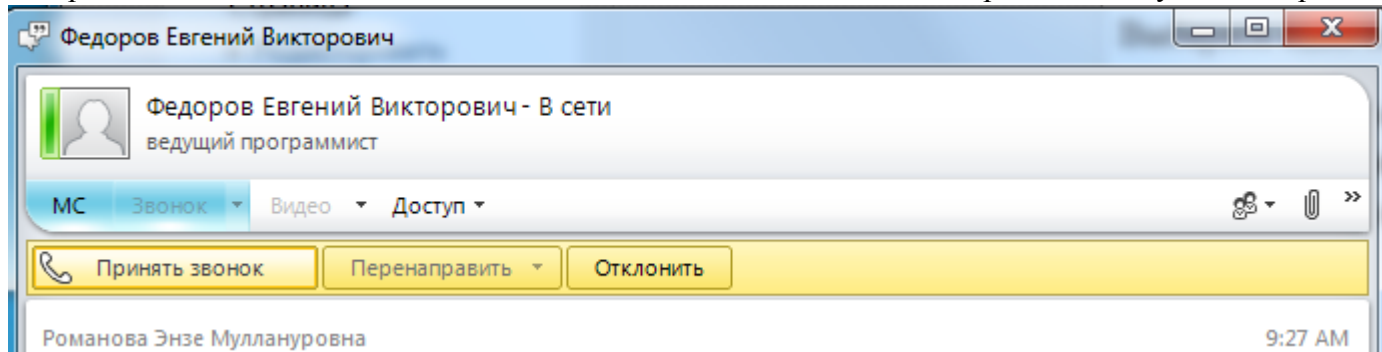 Федоров Евгений Викторович
Федоров Евгений Викторович - В сети
ведущий программист
МС Звонок Видео Доступ
Принять звонок Перенаправить Отклонить
Романова Энзе Муллануровна 9:27 AM